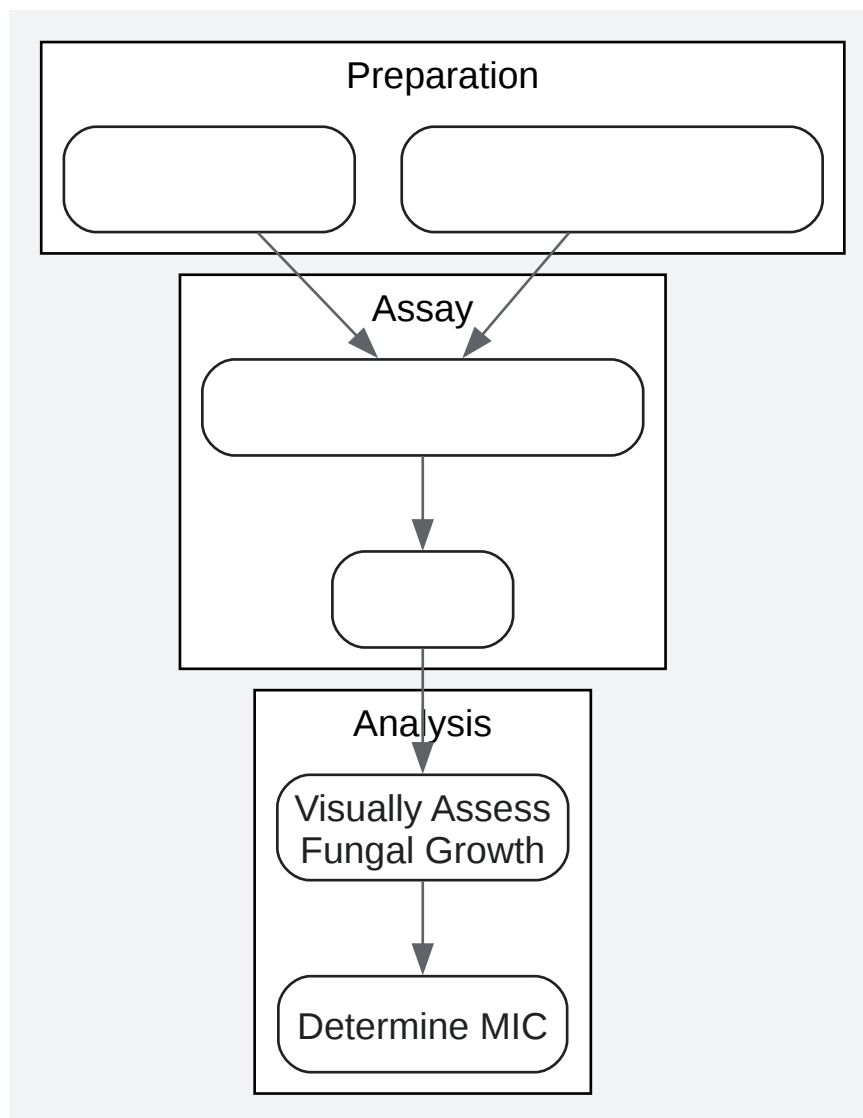 Preparation
Assay
Analysis
Visually Assess
Fungal Growth
Determine MIC